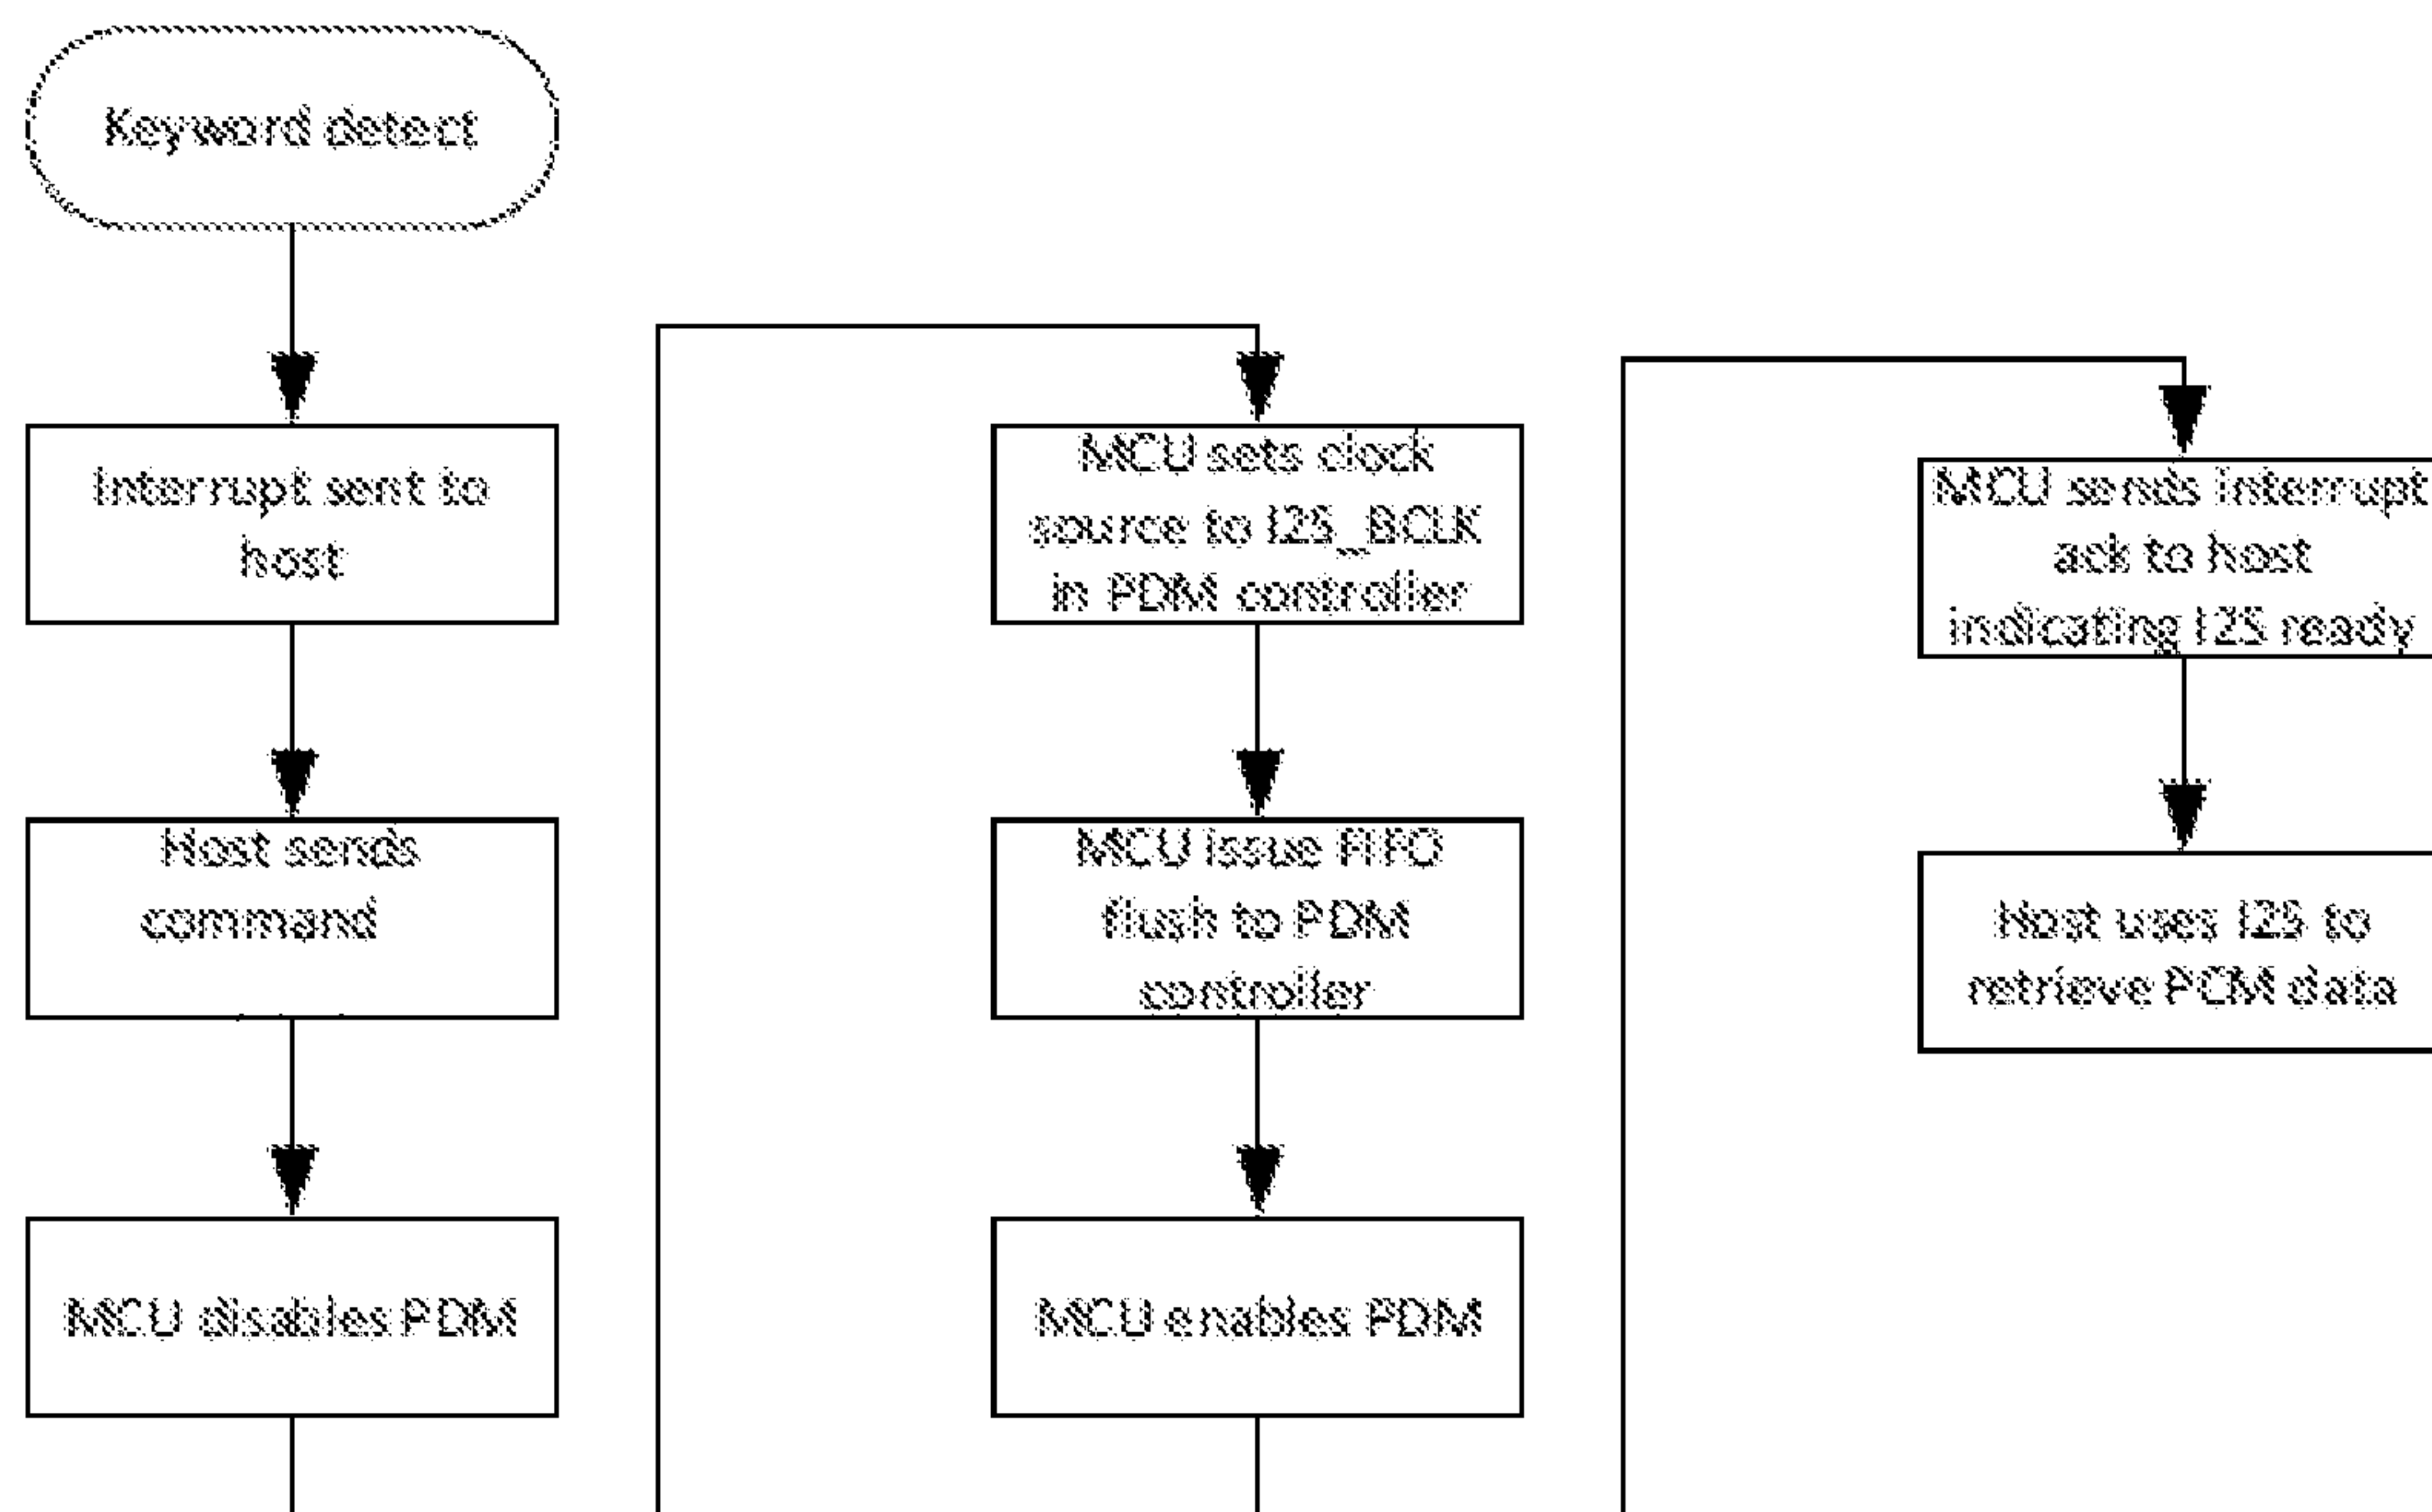 Keyword detect
Interrupt sent to
host
Host sends
command
MCU disables PDM
MCU sets clock
source to I2S_BCLK
in PDM controller
MCU issue FIFO
flush to PDM
controller
MCU enables PDM
MCU sends interrupt
ack to host
indicating I2S ready
Host uses I2S to
retrieve PCM data